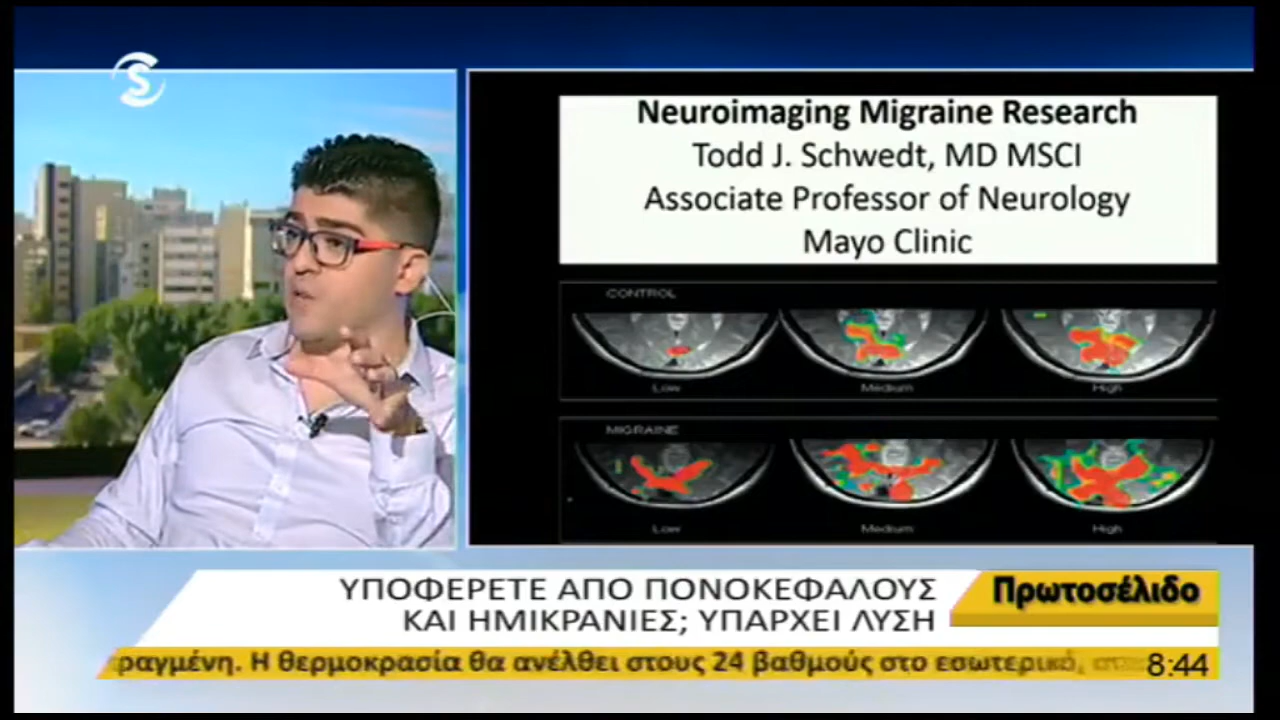 S
Neuroimaging Migraine Research
Todd J. Schwedt, MD MSCI
Associate Professor of Neurology
Mayo Clinic
CONTROL
Low
Medium
High
MIGRAINE
Low
Medium
High
ΥΠΟΦΕΡΕΤΕ ΑΠΟ ΠΟΝΟΚΕΦΑΛΟΥΣ
ΚΑΙ ΗΜΙΚΡΑΝΙΕΣ; ΥΠΑΡΧΕΙ ΛΥΣΗ
Πρωτοσέλιδο
ραγμένη. Η θερμοκρασία θα ανέλθει στους 24 βαθμούς στο εσωτερικό,
8:44